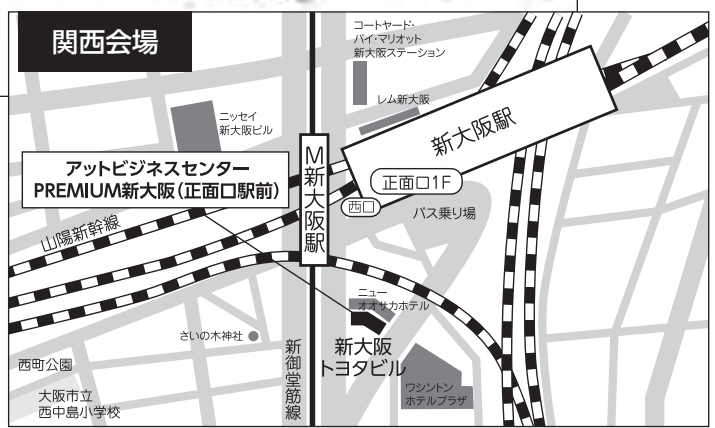 関西会場
コートヤード・
バイ・マリオット
新大阪ステーション
レム新大阪
ニッセイ
新大阪ビル
新大阪駅
アットビジネスセンター
PREMIUM新大阪(正面口駅前)
M新大阪駅
正面口1F
西口
バス乗り場
山陽新幹線
ニュー
オオサカホテル
さいの木神社
新御堂筋線
新大阪
トヨタビル
西町公園
ワシントン
ホテルプラザ
大阪市立
西中島小学校